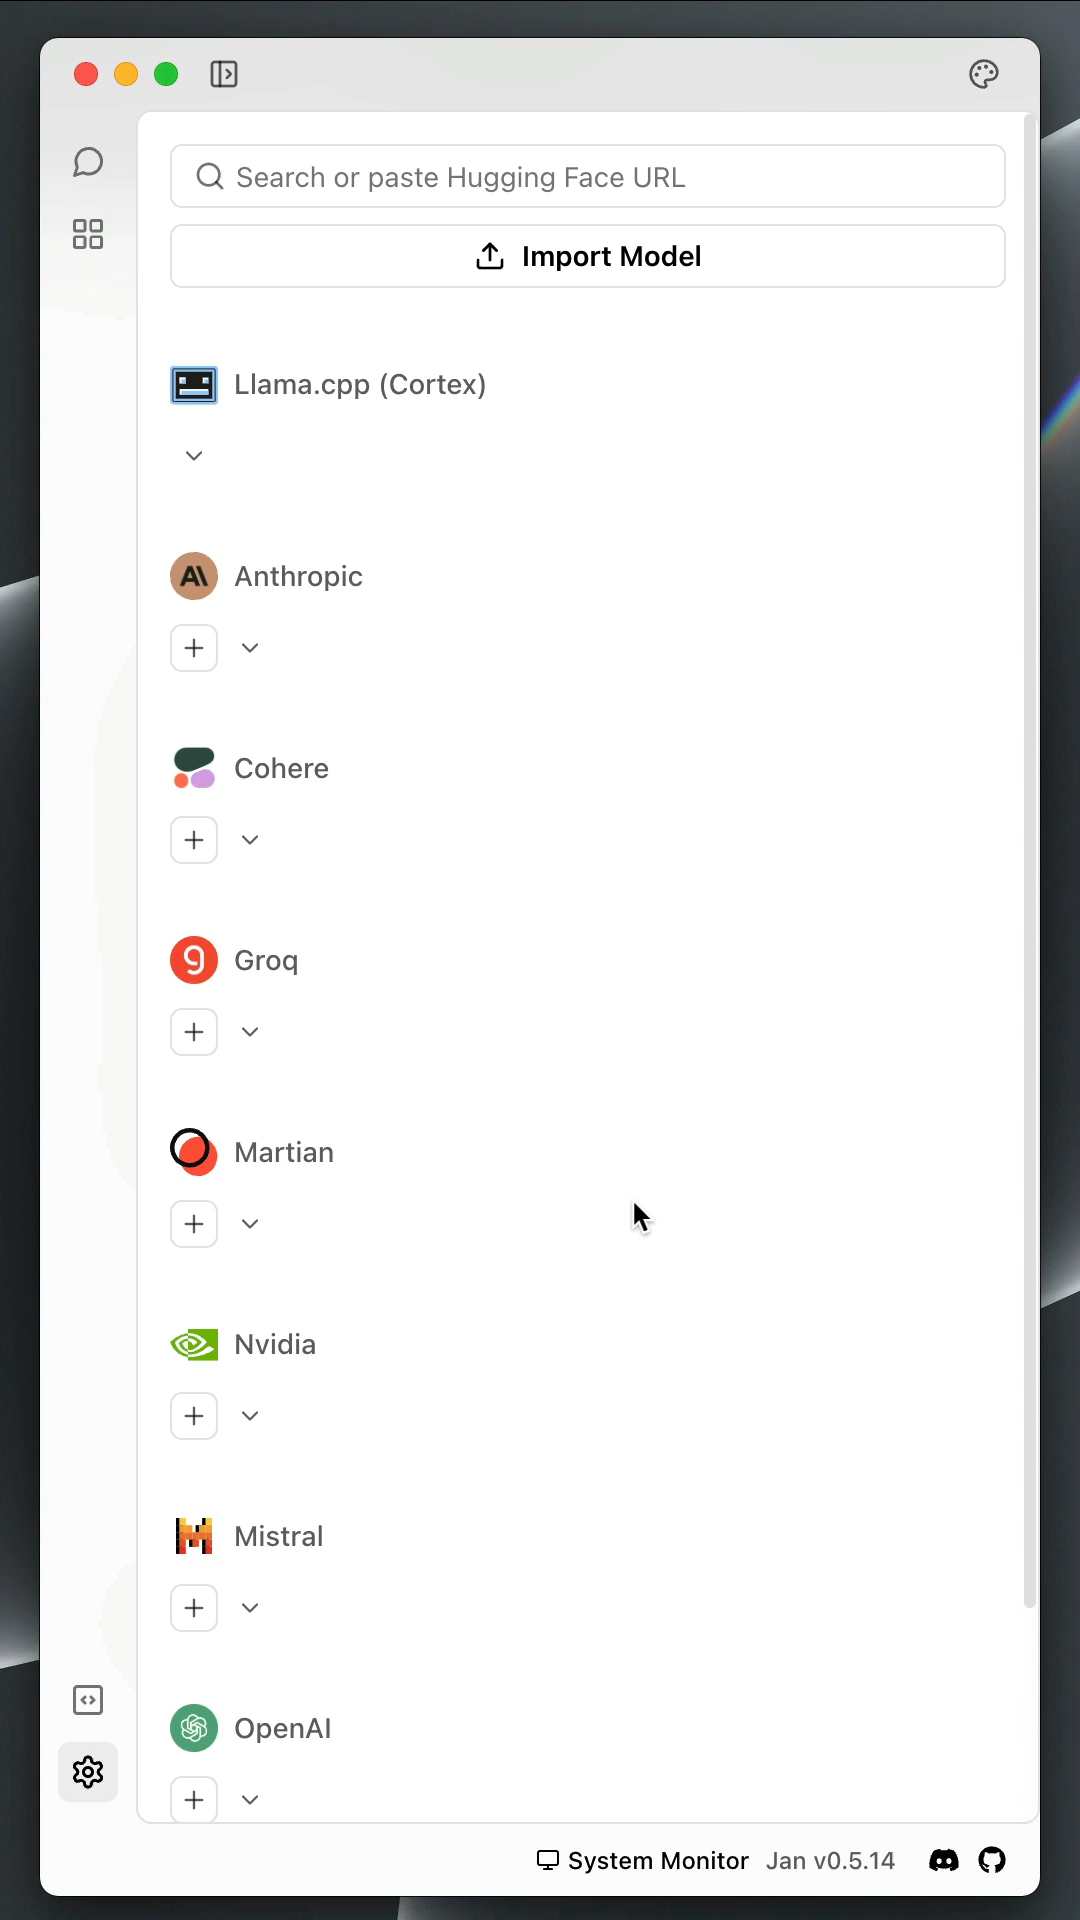 Search or paste Hugging Face URL
Import Model
Llama.cpp (Cortex)
Anthropic
Cohere
Groq
Martian
Nvidia
Mistral
OpenAI
System Monitor Jan v0.5.14